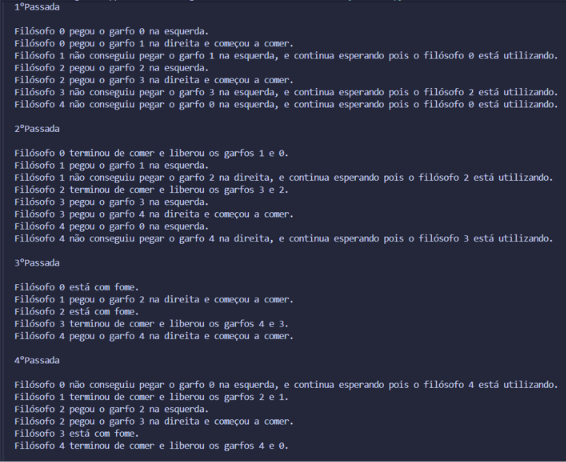 1ºPassada
Filósofo 0 pegou o garfo 0 na esquerda.
Filósofo 0 pegou o garfo 1 na direita e começou a comer.
Filósofo 1 não conseguiu pegar o garfo 1 na esquerda, e continua esperando pois o filósofo 0 está utilizando.
Filósofo 2 pegou o garfo 2 na esquerda.
Filósofo 2 pegou o garfo 3 na direita e começou a comer.
Filósofo 3 não conseguiu pegar o garfo 3 na esquerda, e continua esperando pois o filósofo 2 está utilizando.
Filósofo 4 não conseguiu pegar o garfo 0 na esquerda, e continua esperando pois o filósofo 0 está utilizando.
2ºPassada
Filósofo 0 terminou de comer e liberou os garfos 1 e 0.
Filósofo 1 pegou o garfo 1 na esquerda.
Filósofo 1 não conseguiu pegar o garfo 2 na direita, e continua esperando pois o filósofo 2 está utilizando.
Filósofo 2 terminou de comer e liberou os garfos 3 e 2.
Filósofo 3 pegou o garfo 3 na esquerda.
Filósofo 3 pegou o garfo 4 na direita e começou a comer.
Filósofo 4 pegou o garfo 0 na esquerda.
Filósofo 4 não conseguiu pegar o garfo 4 na direita, e continua esperando pois o filósofo 3 está utilizando.
3ºPassada
Filósofo 0 está com fome.
Filósofo 1 pegou o garfo 2 na direita e começou a comer.
Filósofo 2 está com fome.
Filósofo 3 terminou de comer e liberou os garfos 4 e 3.
Filósofo 4 pegou o garfo 4 na direita e começou a comer.
4ºPassada
Filósofo 0 não conseguiu pegar o garfo 0 na esquerda, e continua esperando pois o filósofo 4 está utilizando.
Filósofo 1 terminou de comer e liberou os garfos 2 e 1.
Filósofo 2 pegou o garfo 2 na esquerda.
Filósofo 2 pegou o garfo 3 na direita e começou a comer.
Filósofo 3 está com fome.
Filósofo 4 terminou de comer e liberou os garfos 4 e 0.